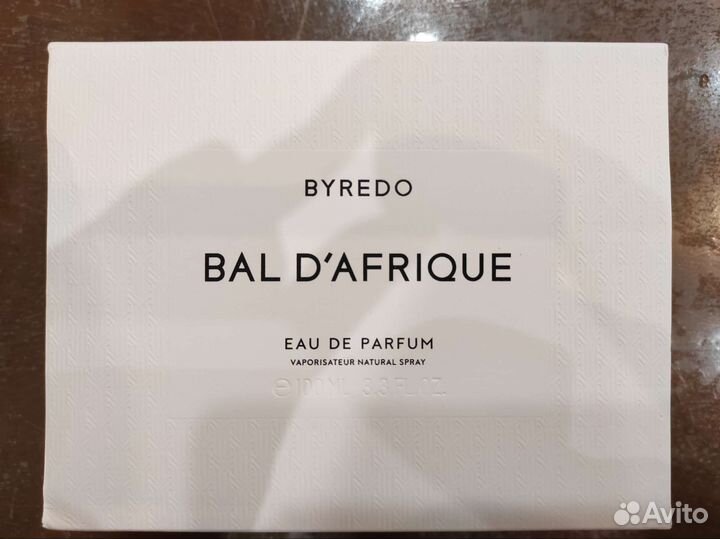 BYREDO
BAL D'AFRIQUE
EAU DE PARFUM
VAPORISATEUR NATURAL SPRAY
℮100ML 3.3FL.OZ.
Avito